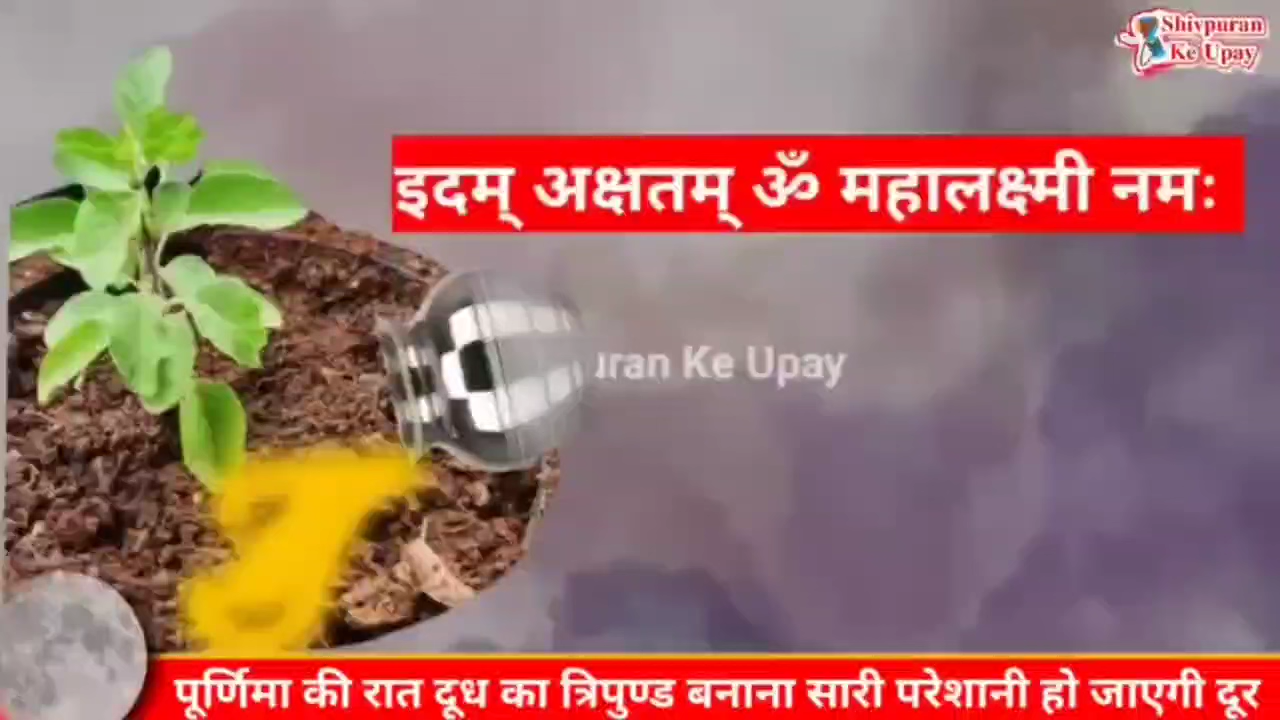 Shivpuran
Ke Upay
इदम् अक्षतम् ॐ महालक्ष्मी नमः
uran Ke Upay
पूर्णिमा की रात दूध का त्रिपुण्ड बनाना सारी परेशानी हो जाएगी दूर